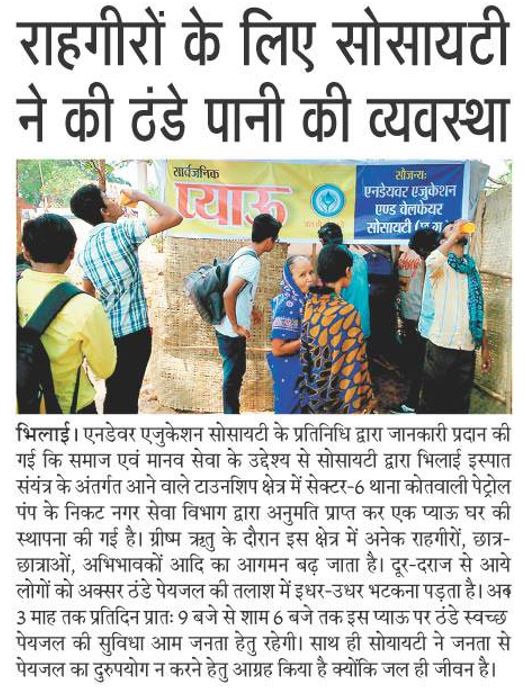 राहगीरों के लिए सोसायटी
ने की ठंडे पानी की व्यवस्था
सार्वजनिक
प्याऊ
सौजन्य:
एनडेयवर एजुकेशन
एण्ड वेलफेयर
सोसायटी
भिलाई। एनडेवर एजुकेशन सोसायटी के प्रतिनिधि द्वारा जानकारी प्रदान की
गई कि समाज एवं मानव सेवा के उद्देश्य से सोसायटी द्वारा भिलाई इस्पात
संयंत्र के अंतर्गत आने वाले टाउनशिप क्षेत्र में सेक्टर-6 थाना कोतवाली पेट्रोल
पंप के निकट नगर सेवा विभाग द्वारा अनुमति प्राप्त कर एक प्याऊ घर की
स्थापना की गई है। ग्रीष्म ऋतु के दौरान इस क्षेत्र में अनेक राहगीरों, छात्र-
छात्राओं, अभिभावकों आदि का आगमन बढ़ जाता है। दूर-दराज से आये
लोगों को अक्सर ठंडे पेयजल की तलाश में इधर-उधर भटकना पड़ता है। अब
3 माह तक प्रतिदिन प्रातः 9 बजे से शाम 6 बजे तक इस प्याऊ पर ठंडे स्वच्छ
पेयजल की सुविधा आम जनता हेतु रहेगी। साथ ही सोयायटी ने जनता से
पेयजल का दुरुपयोग न करने हेतु आग्रह किया है क्योंकि जल ही जीवन है।